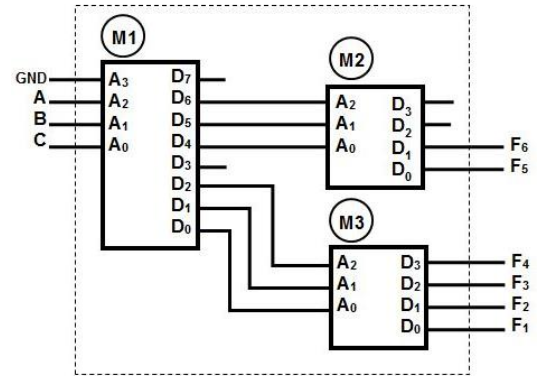 M1
GND A₃ D₇
A A₂ D₆
B A₁ D₅
C A₀ D₄
D₃
D₂
D₁
D₀
M2
A₂ D₃
A₁ D₂
A₀ D₁ F₆
D₀ F₅
M3
A₂ D₃ F₄
A₁ D₂ F₃
A₀ D₁ F₂
D₀ F₁